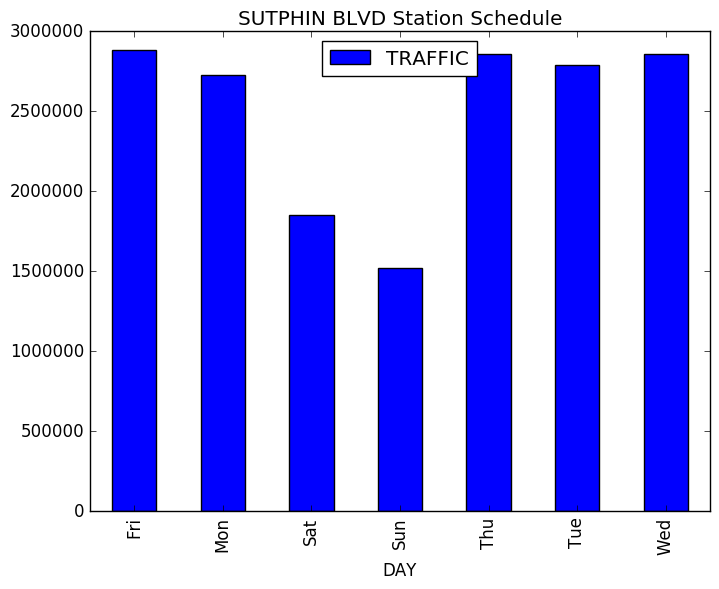 SUTPHIN BLVD Station Schedule
3000000
2500000
2000000
1500000
1000000
500000
0
TRAFFIC
Fri
Mon
Sat
Sun
Thu
Tue
Wed
DAY